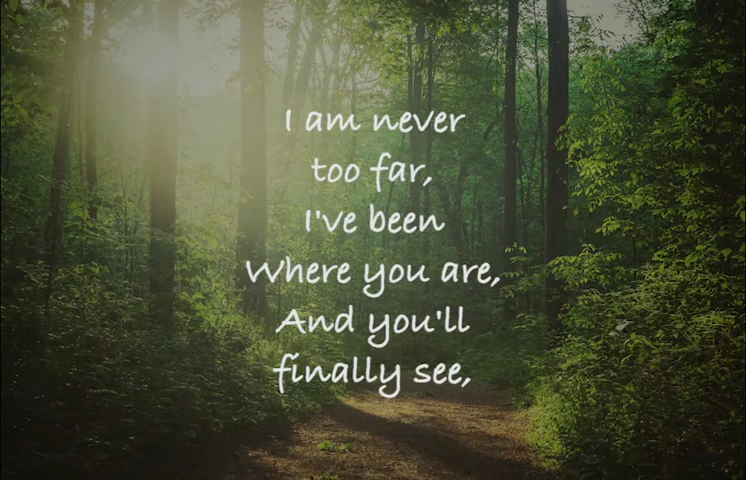 I am never
too far,
I've been
Where you are,
And you'll
finally see,